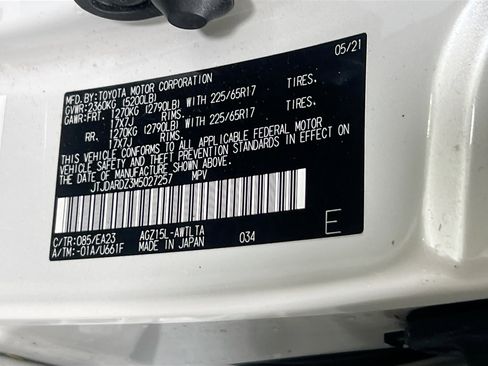 MFD.BY:TOYOTA MOTOR CORPORATION 05/21
GVWR:2360KG (5200LB)
GAWR:FRT. 1270KG (2790LB) WITH 225/65R17 TIRES,
17X7J RIMS,
RR. 1270KG (2790LB) WITH 225/65R17 TIRES,
17X7J RIMS,
THIS VEHICLE CONFORMS TO ALL APPLICABLE FEDERAL MOTOR
VEHICLE SAFETY, BUMPER, AND THEFT PREVENTION STANDARDS IN EFFECT ON
THE DATE OF MANUFACTURE SHOWN ABOVE.
JTJDARDZ3M5027257 MPV
C/TR:085/EA23 AGZ15L-AWTLTA
A/TM:-01A/U661F MADE IN JAPAN 034
E